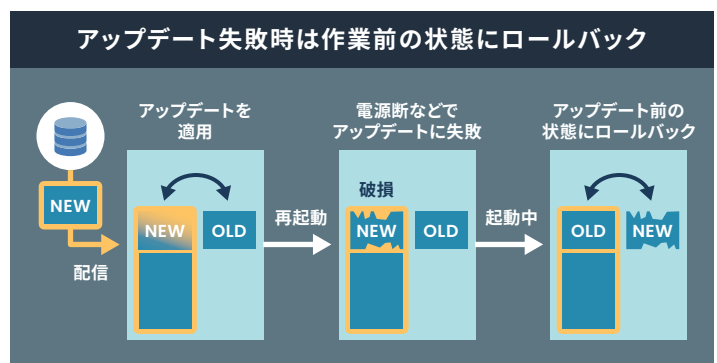 アップデート失敗時は作業前の状態にロールバック
アップデートを
適用
電源断などで
アップデートに失敗
アップデート前の
状態にロールバック
NEW
配信
NEW
OLD
再起動
破損
NEW
OLD
起動中
OLD
NEW